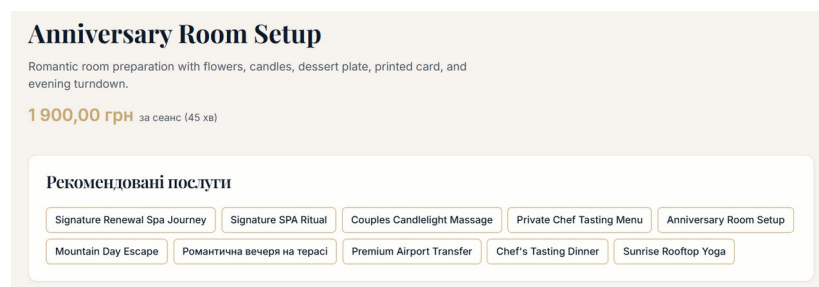 Anniversary Room Setup
Romantic room preparation with flowers, candles, dessert plate, printed card, and
evening turndown.
1 900,00 грн за сеанс (45 хв)
Рекомендовані послуги
Signature Renewal Spa Journey Signature SPA Ritual Couples Candlelight Massage Private Chef Tasting Menu Anniversary Room Setup
Mountain Day Escape Романтична вечеря на терасі Premium Airport Transfer Chef's Tasting Dinner Sunrise Rooftop Yoga